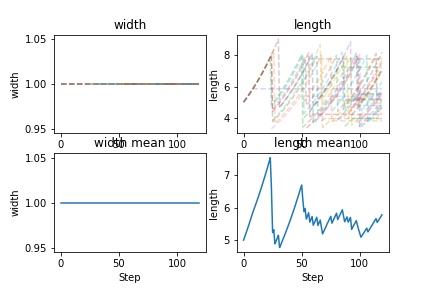 width
length
1.05
1.00
0.95
width
8
6
4
length
0
50
100
0
50
100
width mean
length mean
1.05
1.00
0.95
width
7
6
5
length
0
50
100
0
50
100
Step
Step